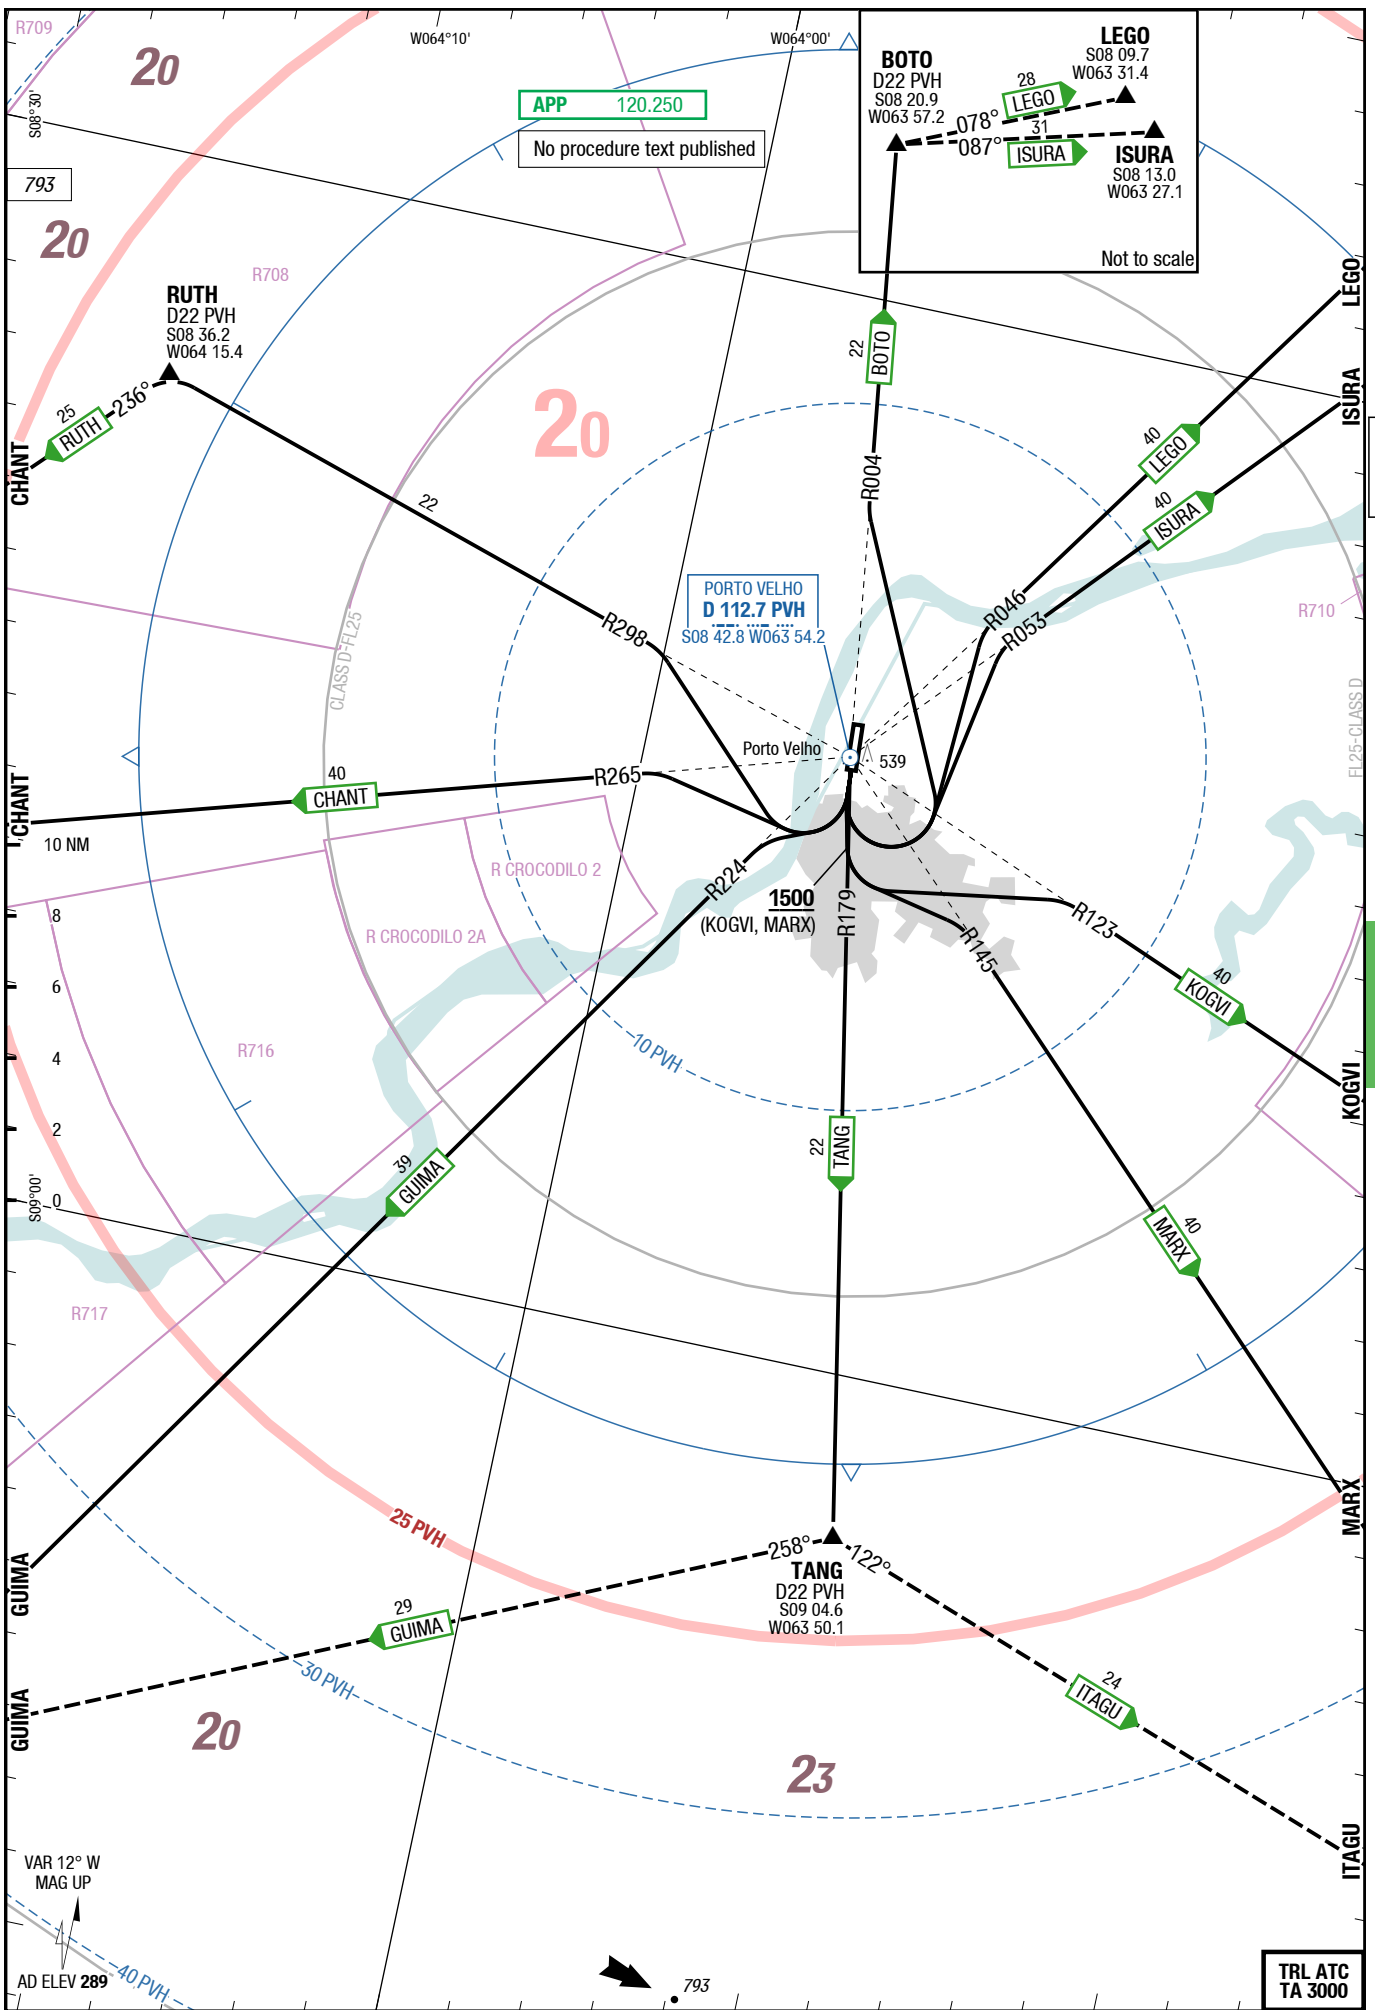 R709
20
W064°10'
W064°00'
S08°30'
APP 120.250
No procedure text published
793
20
R708
BOTO
D22 PVH
S08 20.9
W063 57.2
LEGO
S08 09.7
W063 31.4
28
LEGO
078°
31
087°
ISURA
ISURA
S08 13.0
W063 27.1
Not to scale
RUTH
D22 PVH
S08 36.2
W064 15.4
25
RUTH
236°
CHANT
22
20
22
BOTO
R004
LEGO
ISURA
40
LEGO
40
ISURA
R046
R053
R710
PORTO VELHO
D 112.7 PVH
S08 42.8 W063 54.2
R298
CLASS D-FL25
FL25-CLASS D
Porto Velho
539
CHANT
40
CHANT
R265
10 NM
8
6
4
2
0
R CROCODILO 2
R CROCODILO 2A
R224
1500
(KOGVI, MARX)
R179
R123
R145
40
KOGVI
KOGVI
R716
10 PVH
39
GUIMA
22
TANG
40
MARX
S09°00'
R717
MARX
25 PVH
GUIMA
258°
122°
TANG
D22 PVH
S09 04.6
W063 50.1
29
GUIMA
30 PVH
GUIMA
24
ITAGU
20
23
ITAGU
VAR 12° W
MAG UP
AD ELEV 289
40 PVH
793
TRL ATC
TA 3000